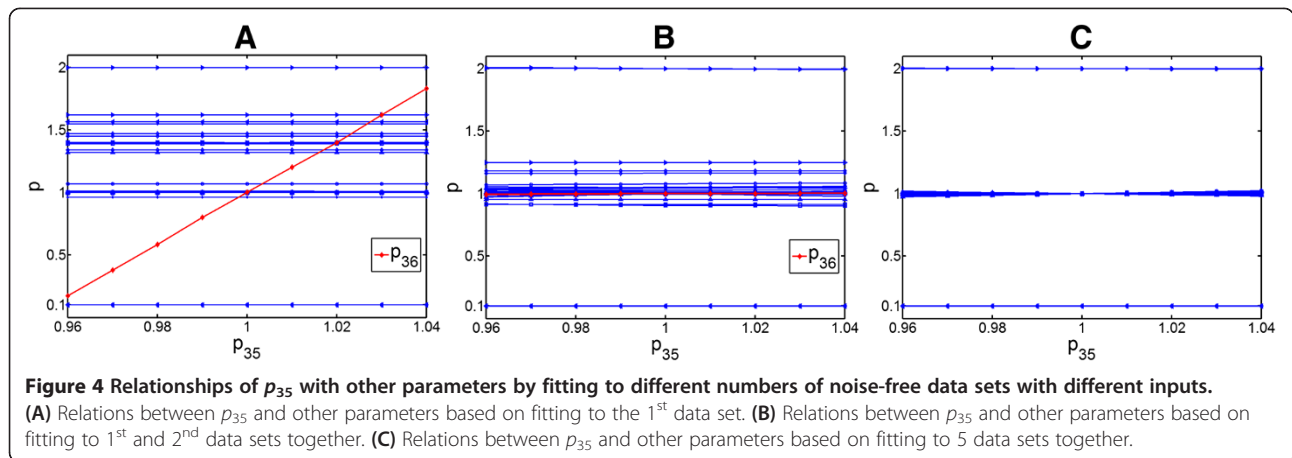 A
B
C
2
1.5
1
0.5
0.1
p
p36
0.96
0.98
1
1.02
1.04
p35
2
1.5
1
0.5
0.1
p
p36
0.96
0.98
1
1.02
1.04
p35
2
1.5
1
0.5
0.1
p
0.96
0.98
1
1.02
1.04
p35
Figure 4 Relationships of p35 with other parameters by fitting to different numbers of noise-free data sets with different inputs.
(A) Relations between p35 and other parameters based on fitting to the 1st data set. (B) Relations between p35 and other parameters based on
fitting to 1st and 2nd data sets together. (C) Relations between p35 and other parameters based on fitting to 5 data sets together.